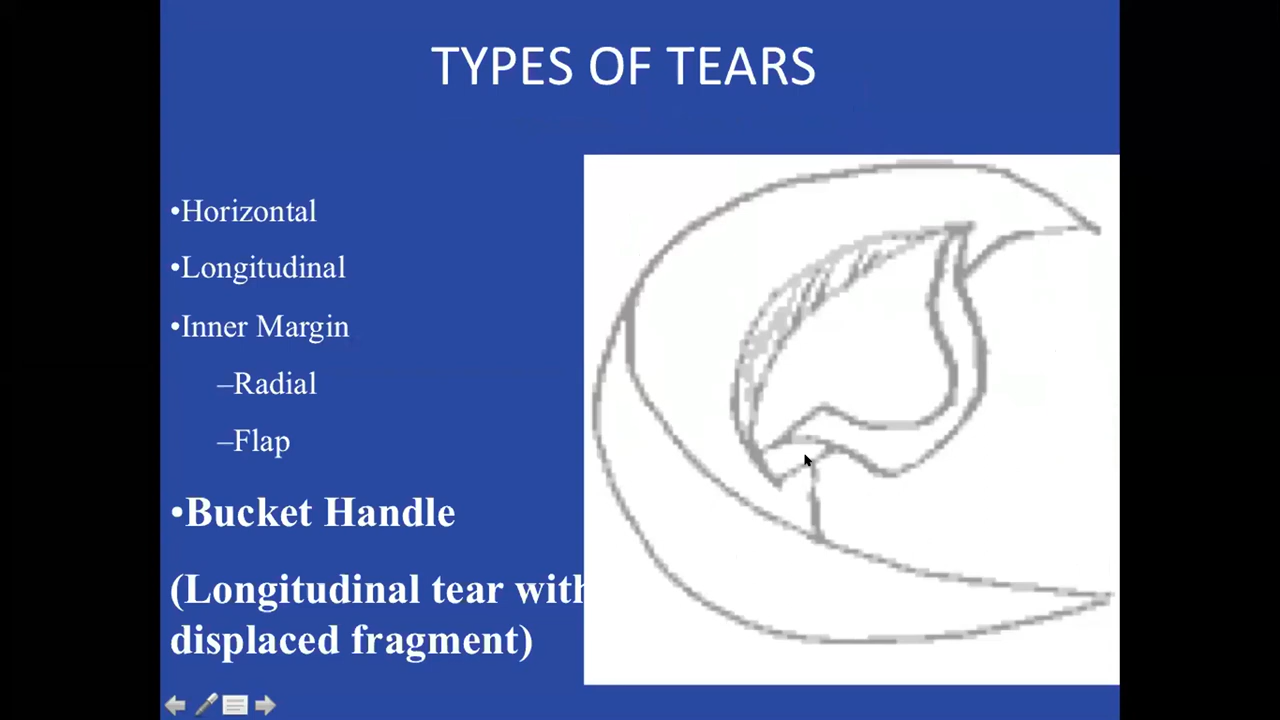 TYPES OF TEARS
•Horizontal
•Longitudinal
•Inner Margin
–Radial
–Flap
•Bucket Handle
(Longitudinal tear with
displaced fragment)